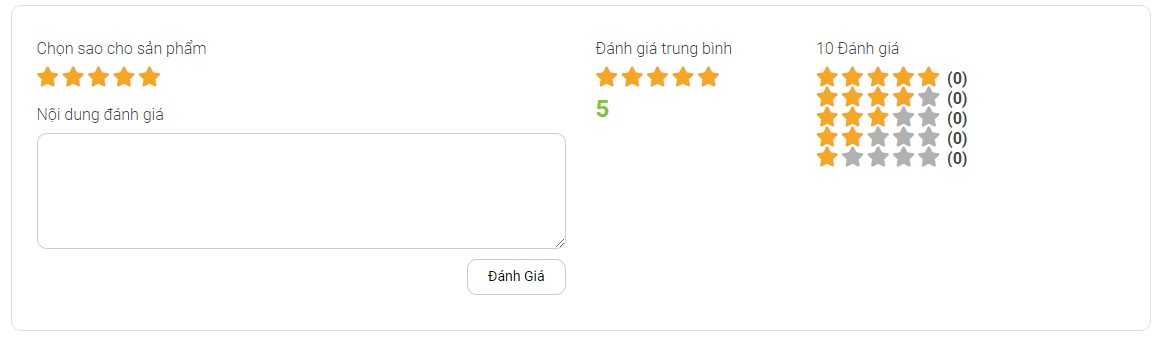 Chọn sao cho sản phẩm
Nội dung đánh giá
Đánh Giá
Đánh giá trung bình
5
10 Đánh giá
(0)
(0)
(0)
(0)
(0)